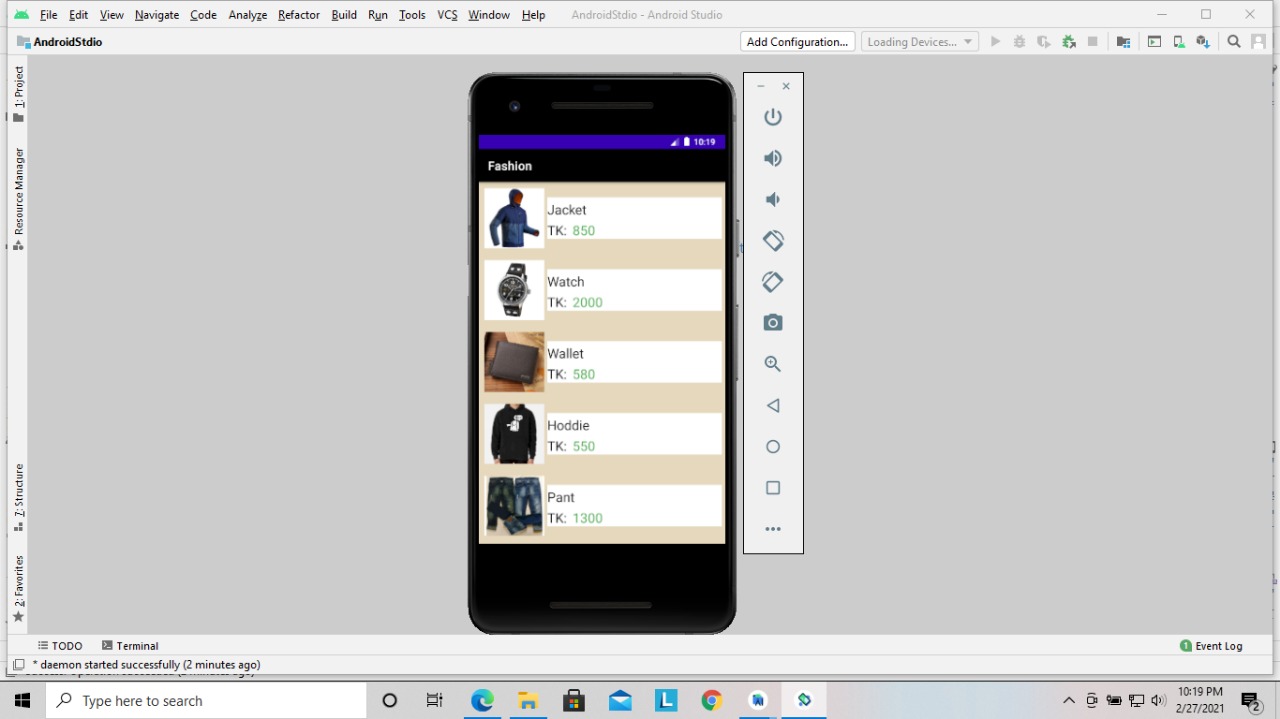 File Edit View Navigate Code Analyze Refactor Build Run Tools VCS Window Help AndroidStdio - Android Studio
AndroidStdio Add Configuration... Loading Devices...
1: Project
Resource Manager
7: Structure
2: Favorites
10:19
Fashion
Jacket
TK: 850
Watch
TK: 2000
Wallet
TK: 580
Hoddie
TK: 550
Pant
TK: 1300
TODO Terminal 1 Event Log
* daemon started successfully (2 minutes ago)
Type here to search
L
10:19 PM
2/27/2021
2